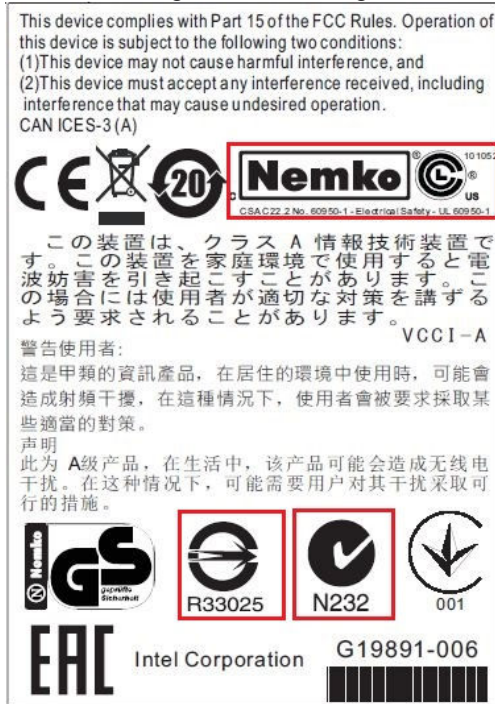 This device complies with Part 15 of the FCC Rules. Operation of
this device is subject to the following two conditions:
(1)This device may not cause harmful interference, and
(2)This device must accept any interference received, including
interference that may cause undesired operation.
CAN ICES-3 (A)
CE 20 C Nemko ® C L ® US 101052
CSA C22.2 No. 60950-1 - Electrical Safety - UL 60950-1
この装置は、クラス A 情報技術装置で
す。この装置を家庭環境で使用すると電
波妨害を引き起こすことがあります。こ
の場合には使用者が適切な対策を講ずる
よう要求されることがあります。
VCCI-A
警告使用者:
這是甲類的資訊產品，在居住的環境中使用時，可能會
造成射頻干擾，在這種情況下，使用者會被要求採取某
些適當的對策。
声明
此为 A级产品，在生活中，该产品可能会造成无线电
干扰。在这种情况下，可能需要用户对其干扰采取可
行的措施。
N Nemko GS geprüfte Sicherheit
R33025 N232 001
EAC Intel Corporation G19891-006